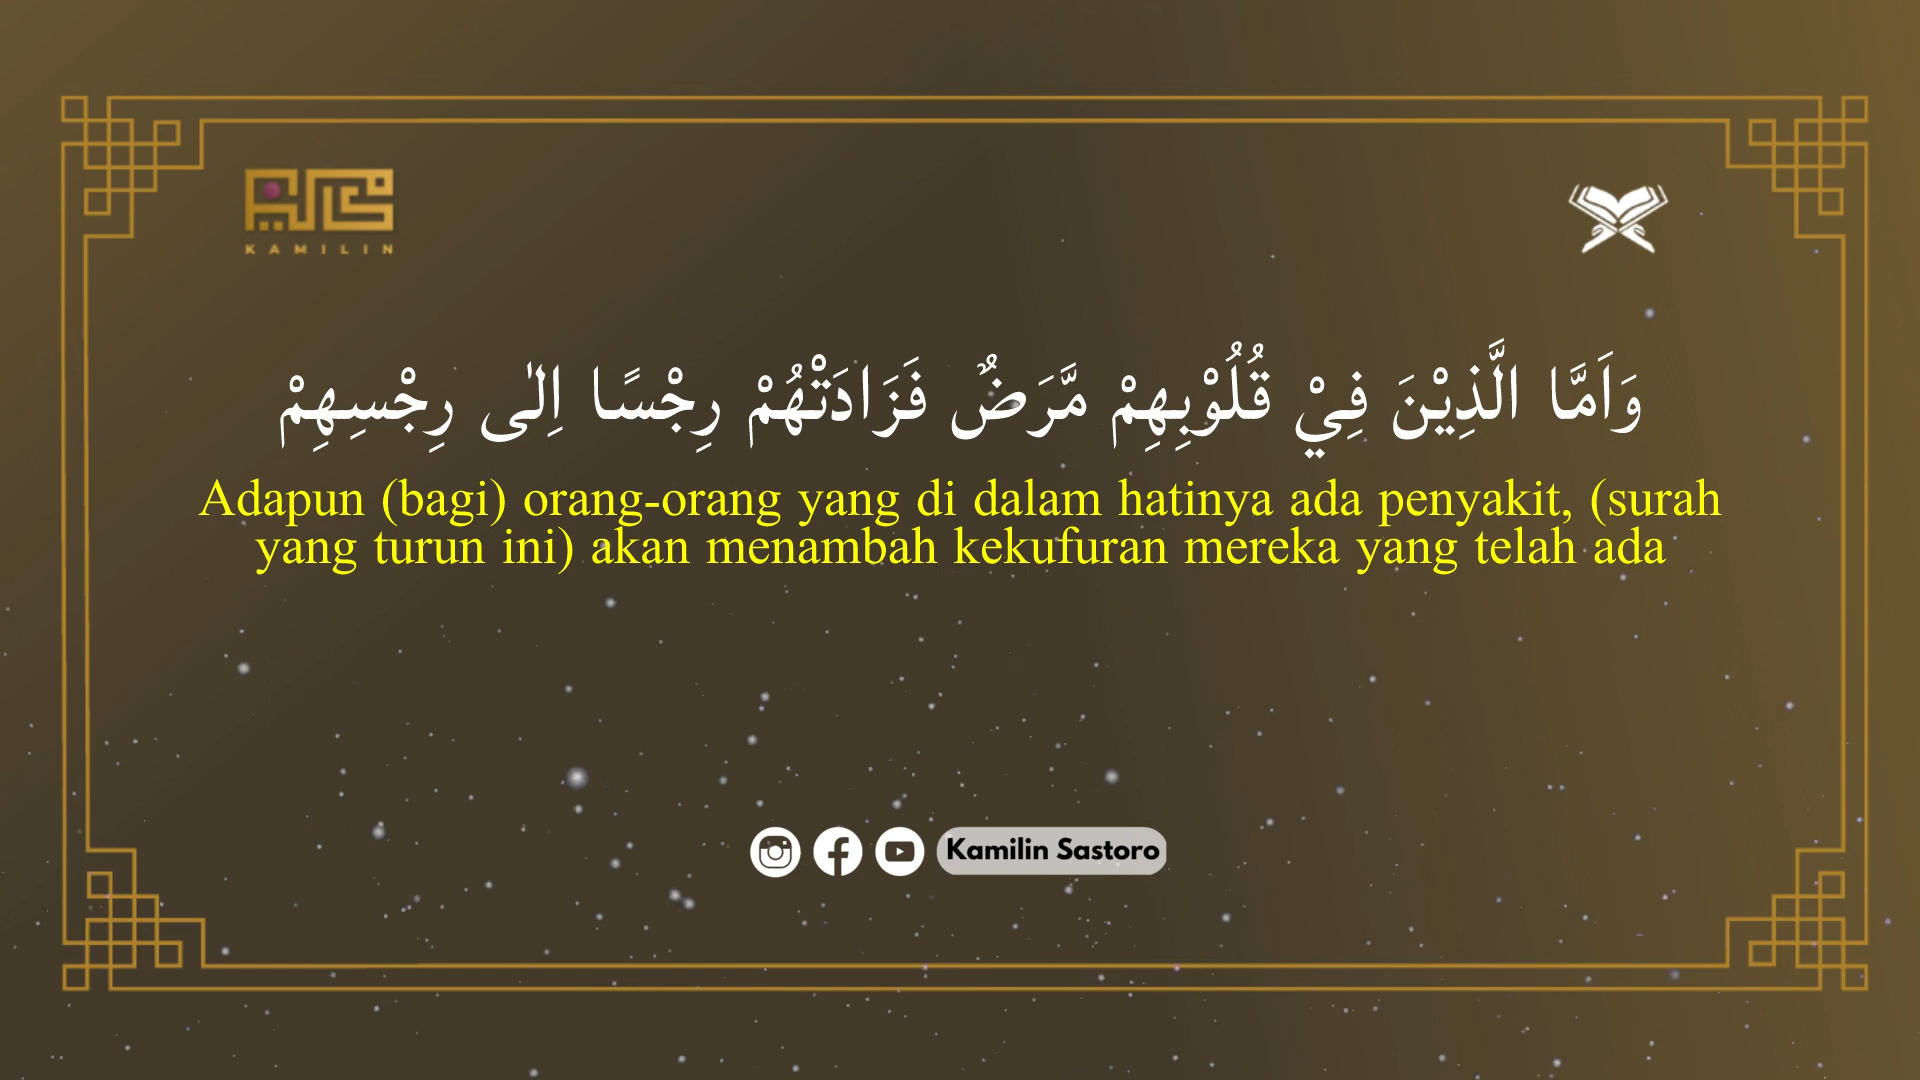 KAMILIN
وَاَمَّا الَّذِيْنَ فِيْ قُلُوْبِهِمْ مَّرَضٌ فَزَادَتْهُمْ رِجْسًا اِلٰى رِجْسِهِمْ
Adapun (bagi) orang-orang yang di dalam hatinya ada penyakit, (surah
yang turun ini) akan menambah kekufuran mereka yang telah ada
Kamilin Sastoro